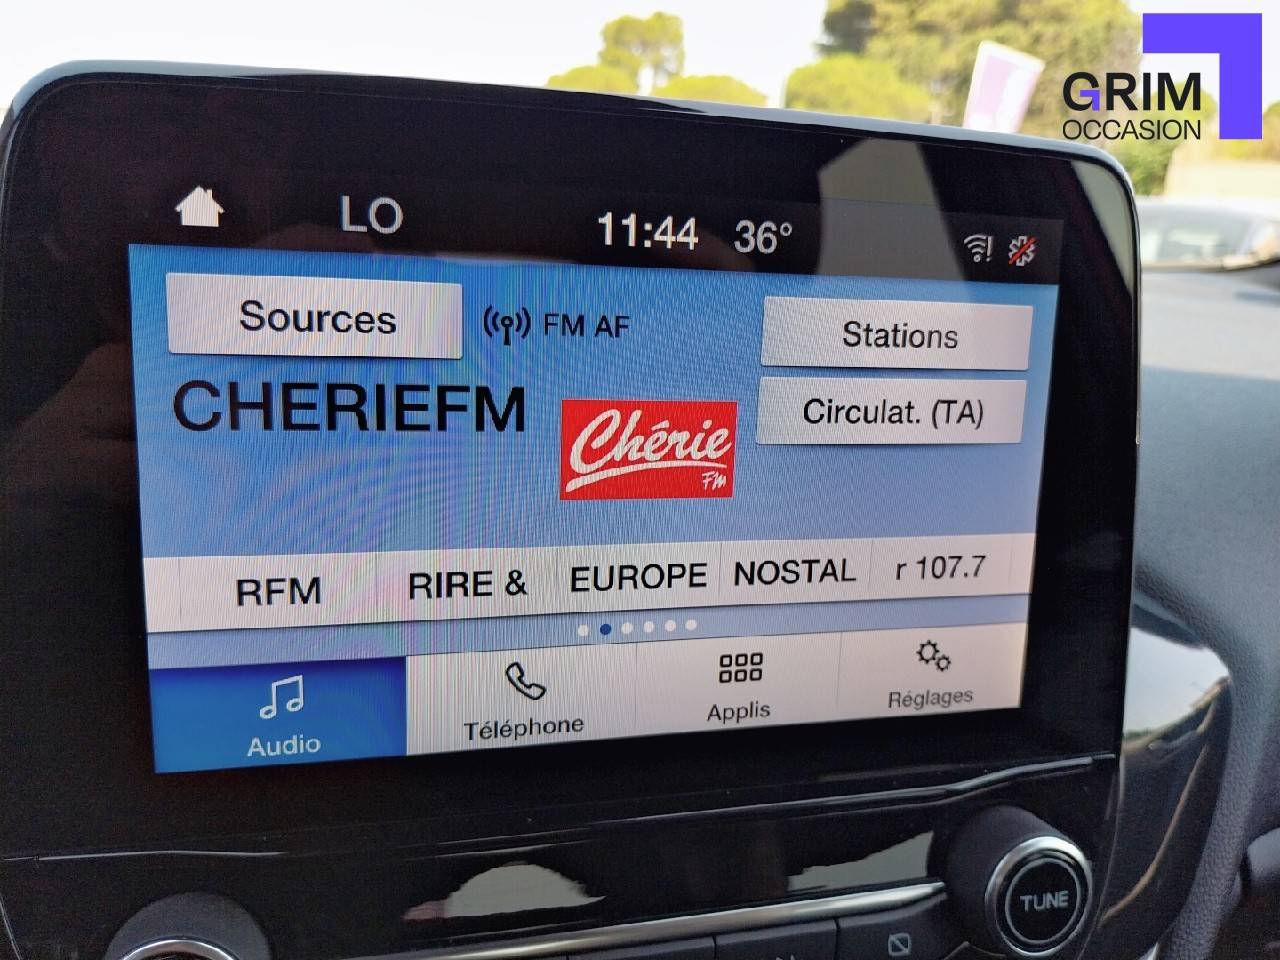 GRIM
OCCASION
LO 11:44 36°
Sources FM AF Stations
CHERIEFM Chérie FM Circulat. (TA)
RFM RIRE & EUROPE NOSTAL r 107.7
Audio Téléphone Applis Réglages
TUNE